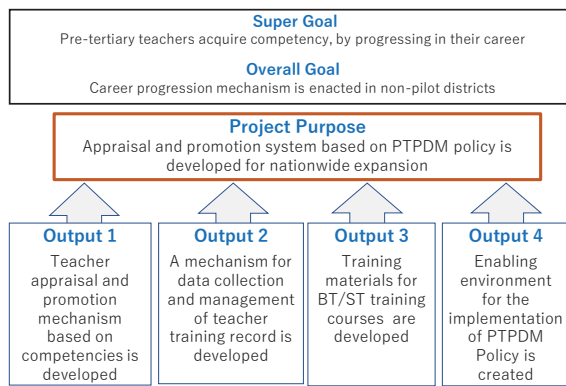 Super Goal
Pre-tertiary teachers acquire competency, by progressing in their career
Overall Goal
Career progression mechanism is enacted in non-pilot districts
Project Purpose
Appraisal and promotion system based on PTPDM policy is
developed for nationwide expansion
Output 1
Teacher
appraisal and
promotion
mechanism
based on
competencies is
developed
Output 2
A mechanism for
data collection
and management
of teacher
training record is
developed
Output 3
Training
materials for
BT/ST training
courses are
developed
Output 4
Enabling
environment
for the
implementation
of PTPDM
Policy is
created